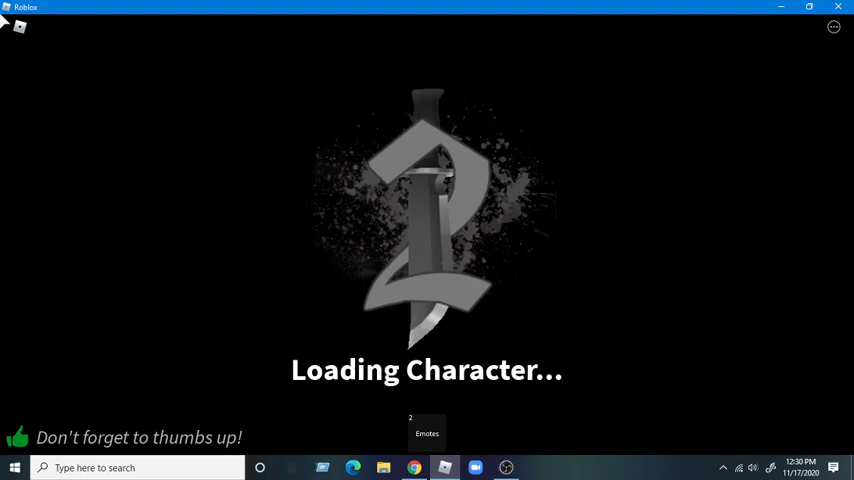 Roblox
2
Loading Character...
Don't forget to thumbs up!
2
Emotes
Type here to search
12:30 PM
11/17/2020